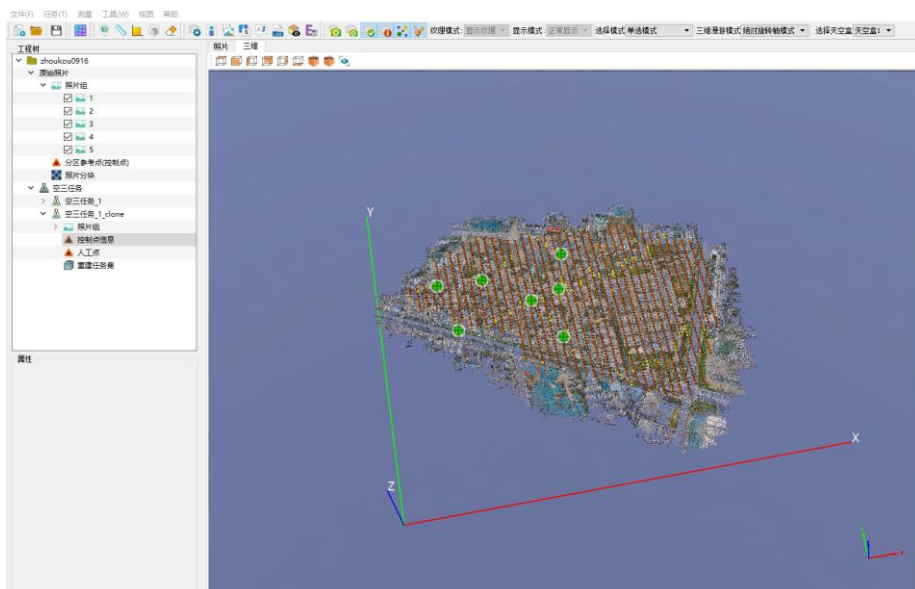 文件(F) 任务(T) 测量 工具(W) 视图 帮助
纹理模式: 显示纹理 显示模式: 正常显示 选择模式 单选模式 三维漫游模式 绝对旋转轴模式 选择天空盒 天空盒1
工程树
照片 三维
zhoukou0916
原始照片
照片组
1
2
3
4
5
分区参考点(控制点)
照片分块
空三任务
空三任务_1
空三任务_1_clone
照片组
控制点信息
人工点
重建任务集
属性
Y
X
Z